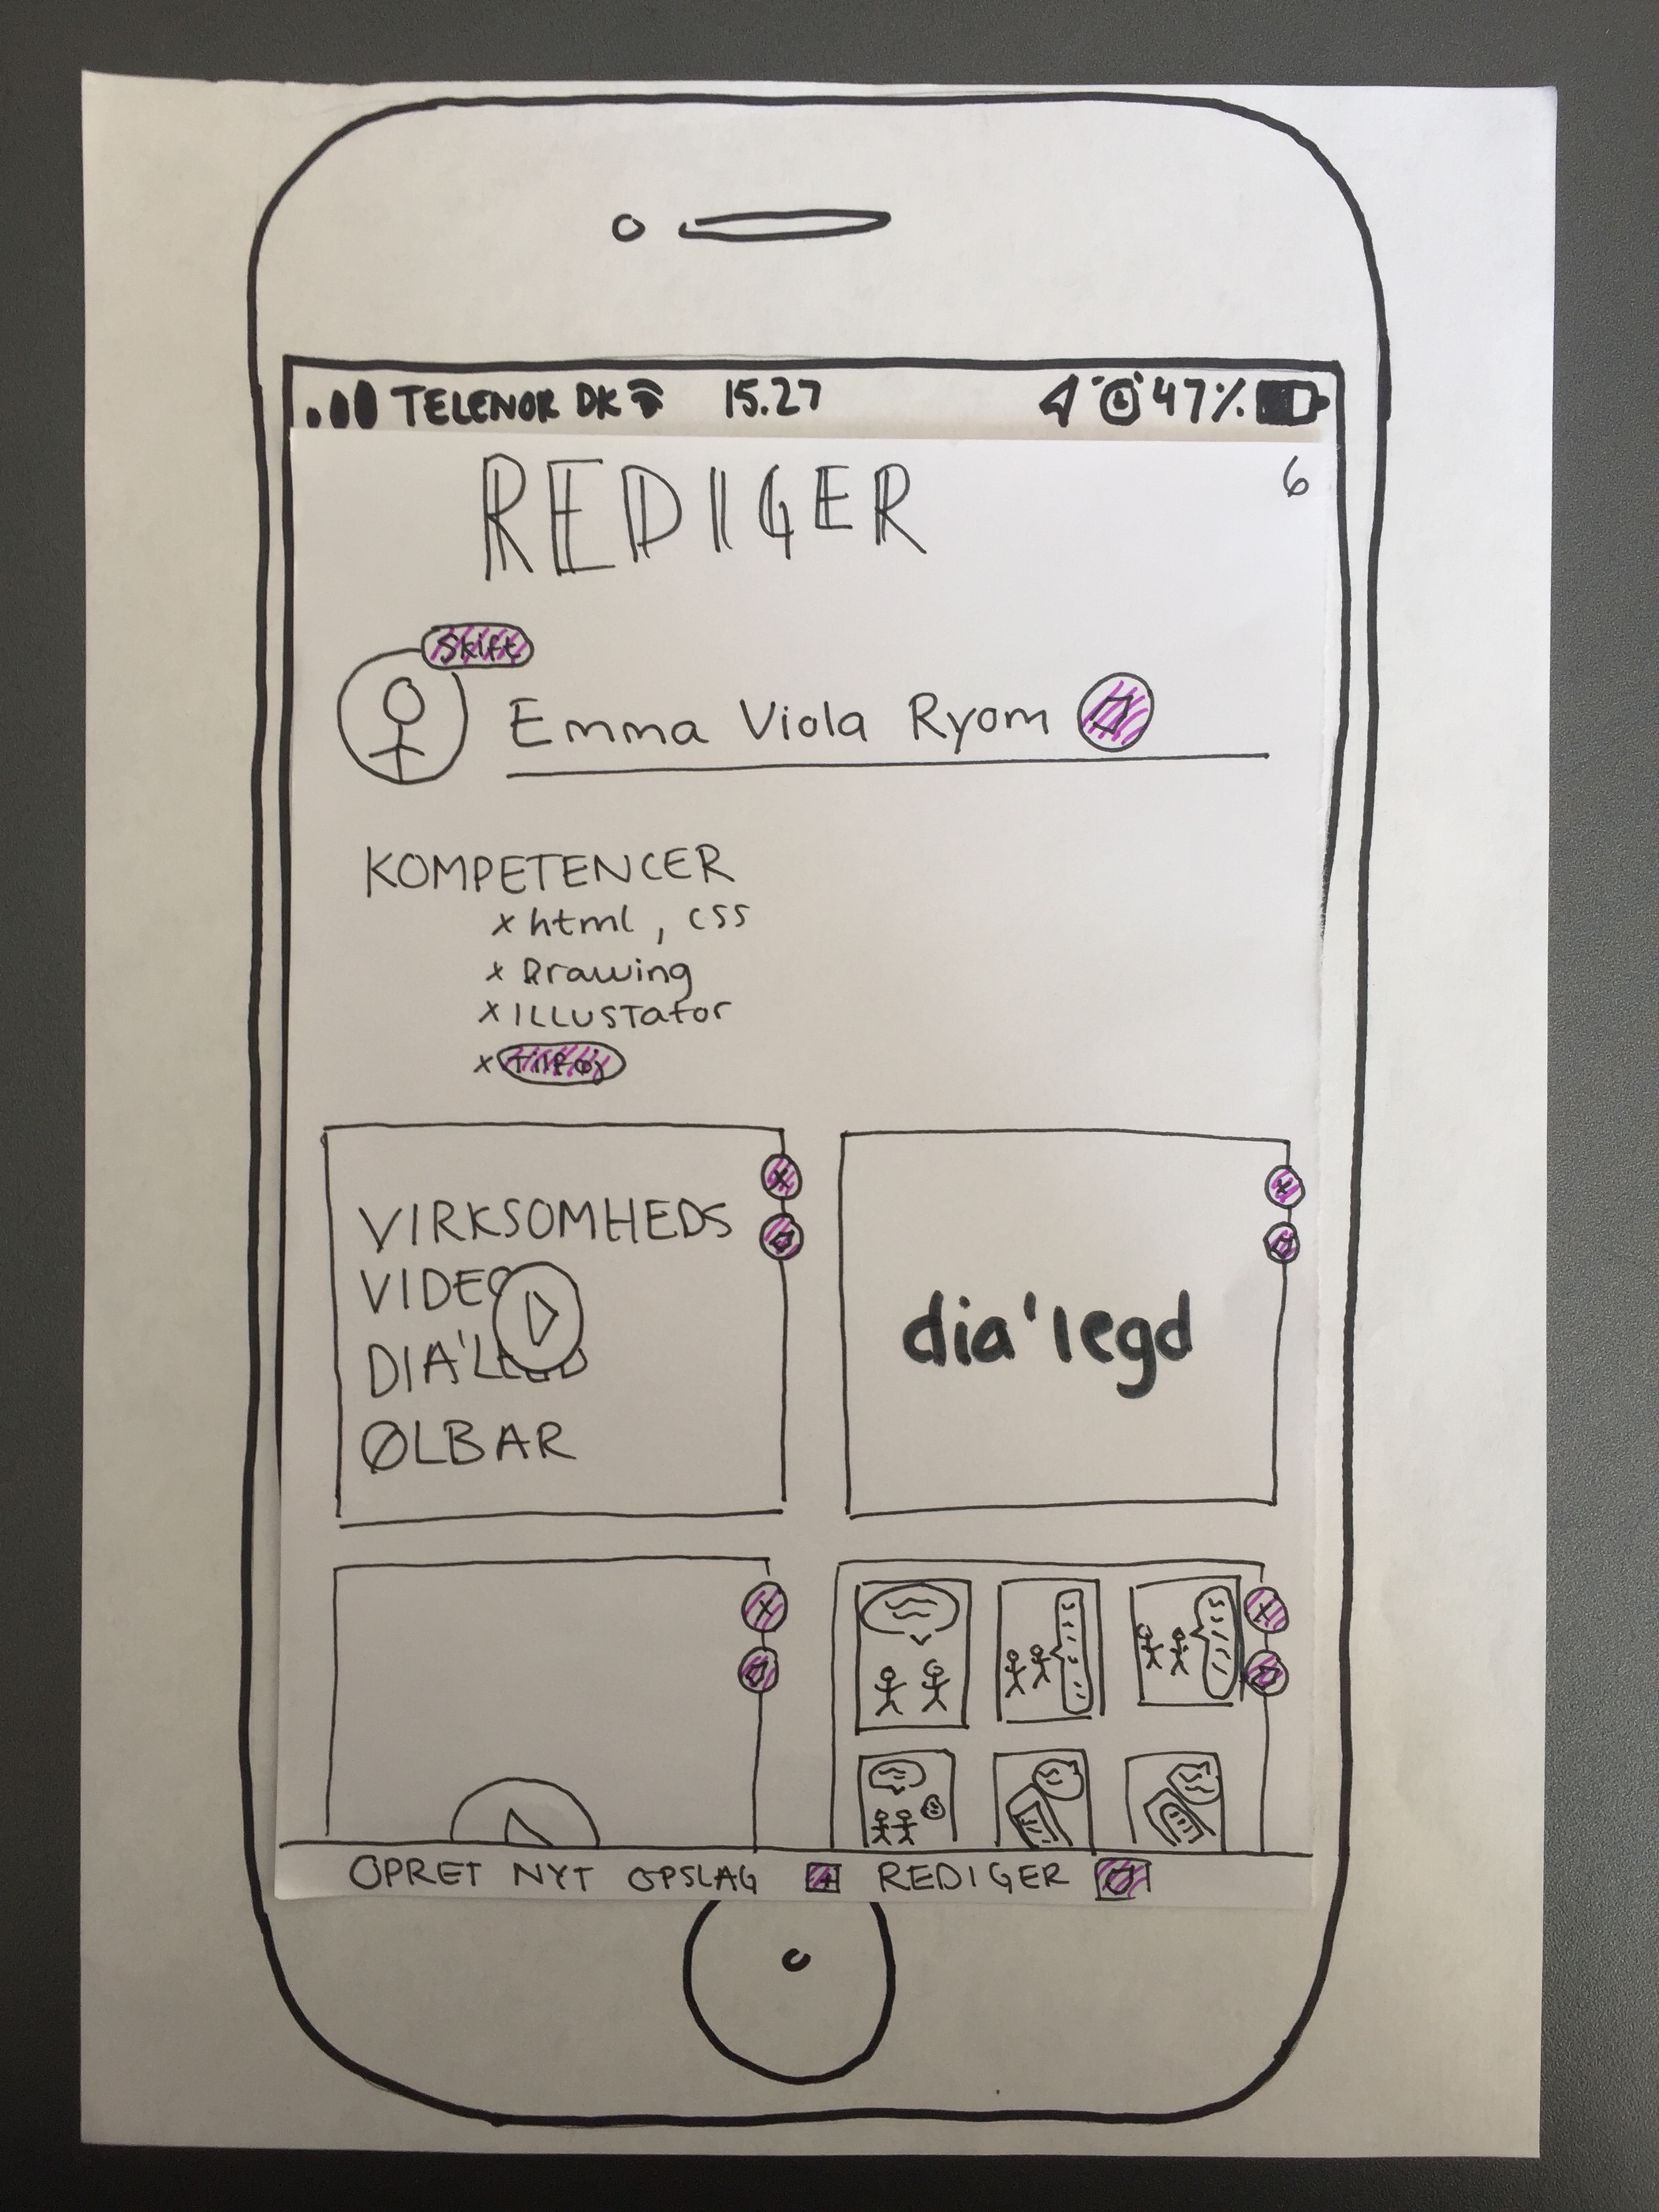 TELENOR DK 15.27 47%
6
REDIGER
Skift
Emma Viola Ryom
KOMPETENCER
x html, css
x Drawing
x ILLUSTator
x Tilføj
VIRKSOMHEDS
VIDEO
DIA'LEGD
ØLBAR
dia'legd
OPRET NYT OPSLAG + REDIGER